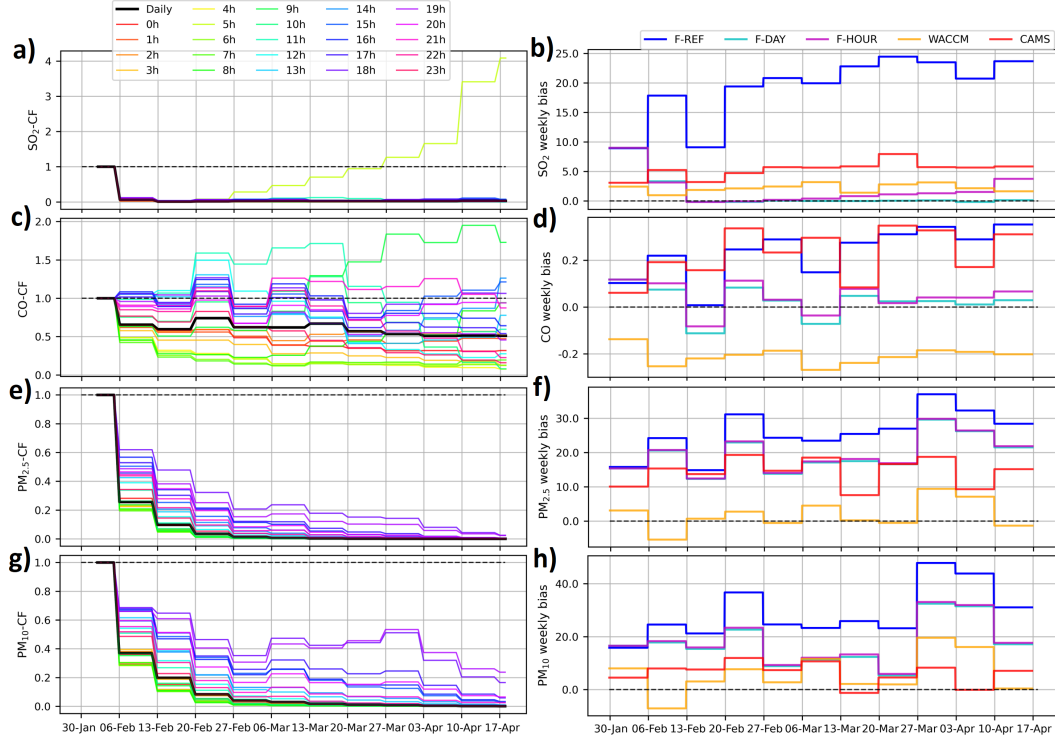 Daily 4h 9h 14h 19h
0h 5h 10h 15h 20h
1h 6h 11h 16h 21h
2h 7h 12h 17h 22h
3h 8h 13h 18h 23h
a)
4
3
2
1
0
SO2-CF
b)
F-REF F-DAY F-HOUR WACCM CAMS
25.0
20.0
15.0
10.0
5.0
0.0
SO2 weekly bias
c)
2.0
1.5
1.0
0.5
0.0
CO-CF
d)
0.2
0.0
-0.2
CO weekly bias
e)
1.0
0.8
0.6
0.4
0.2
0.0
PM2.5-CF
f)
30.0
20.0
10.0
0.0
PM2.5 weekly bias
g)
1.0
0.8
0.6
0.4
0.2
0.0
PM10-CF
h)
40.0
20.0
0.0
PM10 weekly bias
30-Jan 06-Feb 13-Feb 20-Feb 27-Feb 06-Mar 13-Mar 20-Mar 27-Mar 03-Apr 10-Apr 17-Apr
30-Jan 06-Feb 13-Feb 20-Feb 27-Feb 06-Mar 13-Mar 20-Mar 27-Mar 03-Apr 10-Apr 17-Apr